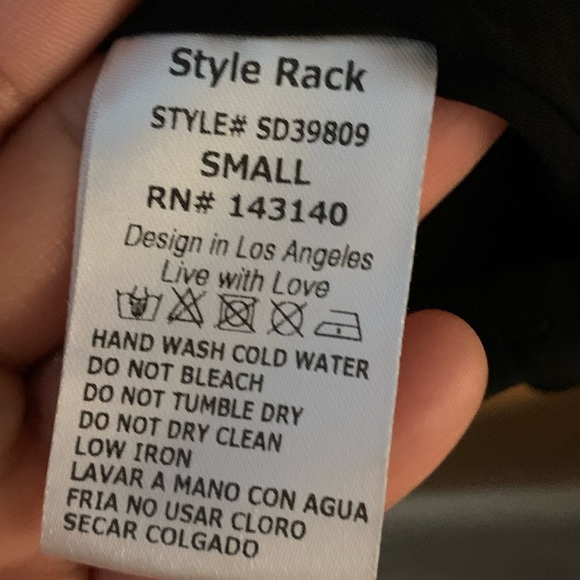 Style Rack
STYLE# SD39809
SMALL
RN# 143140
Design in Los Angeles
Live with Love
HAND WASH COLD WATER
DO NOT BLEACH
DO NOT TUMBLE DRY
DO NOT DRY CLEAN
LOW IRON
LAVAR A MANO CON AGUA
FRIA NO USAR CLORO
SECAR COLGADO